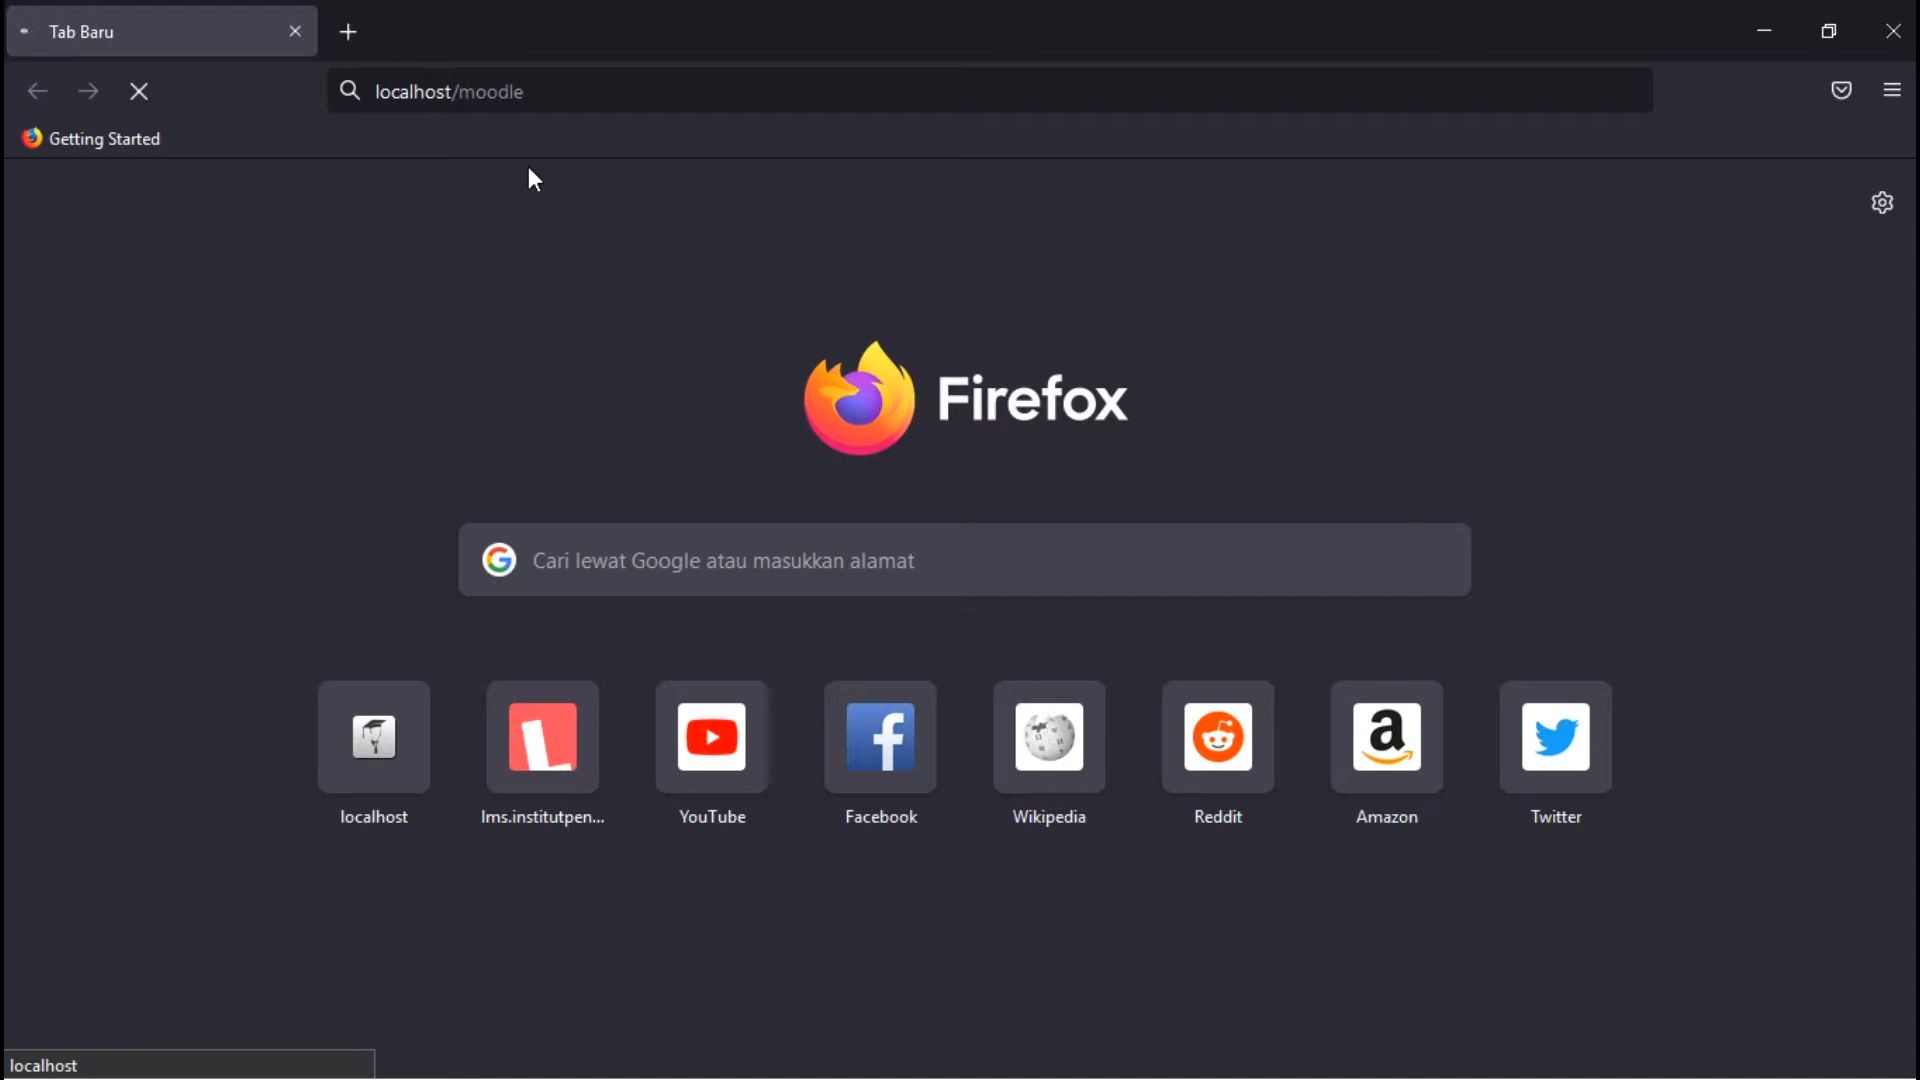 Tab Baru
localhost/moodle
Getting Started
Firefox
Cari lewat Google atau masukkan alamat
localhost
lms.institutpen...
YouTube
Facebook
Wikipedia
Reddit
Amazon
Twitter
localhost